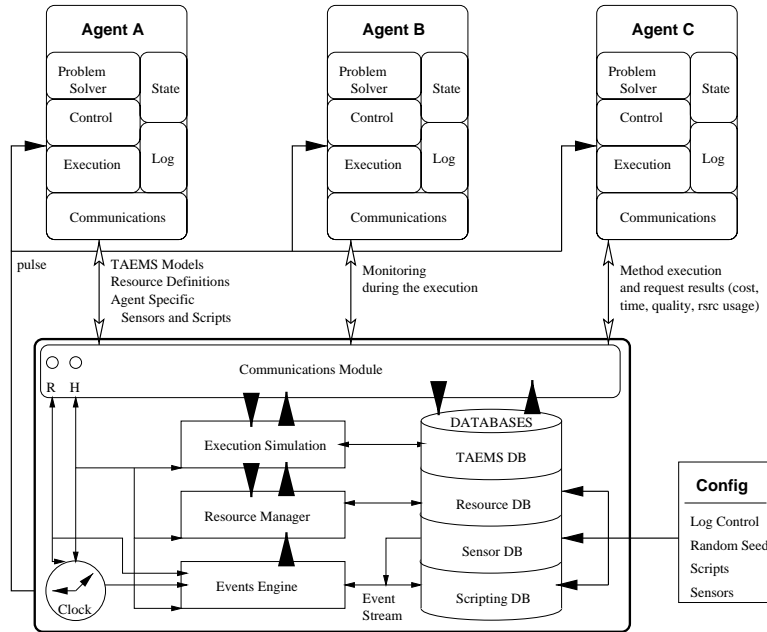 Agent A
Problem
Solver
State
Control
Execution
Log
Communications
Agent B
Problem
Solver
State
Control
Execution
Log
Communications
Agent C
Problem
Solver
State
Control
Execution
Log
Communications
pulse
TAEMS Models
Resource Definitions
Agent Specific
Sensors and Scripts
Monitoring
during the execution
Method execution
and request results (cost,
time, quality, rsrc usage)
R H
Communications Module
Execution Simulation
Resource Manager
Events Engine
Clock
Event
Stream
DATABASES
TAEMS DB
Resource DB
Sensor DB
Scripting DB
Config
Log Control
Random Seed
Scripts
Sensors